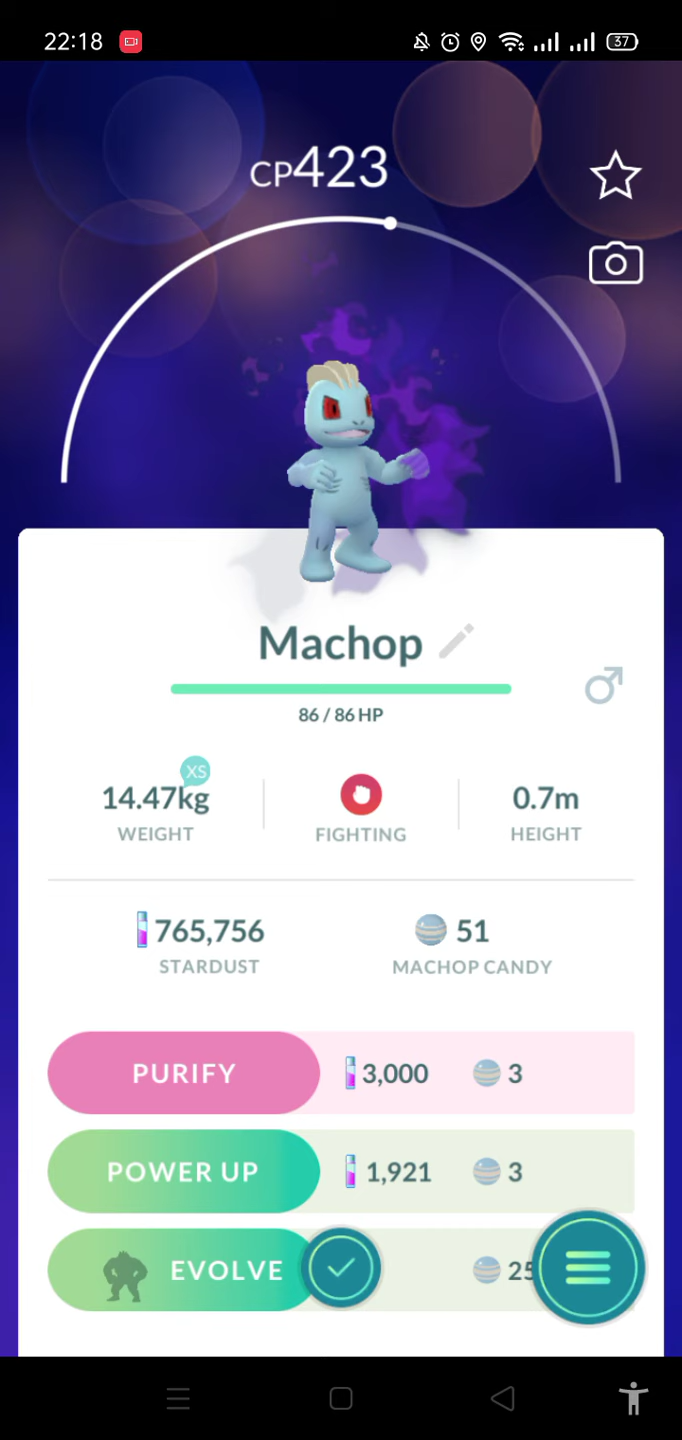 22:18
37
CP423
Machop
86 / 86 HP
XS
14.47kg
WEIGHT
FIGHTING
0.7m
HEIGHT
765,756
STARDUST
51
MACHOP CANDY
PURIFY 3,000 3
POWER UP 1,921 3
EVOLVE 25